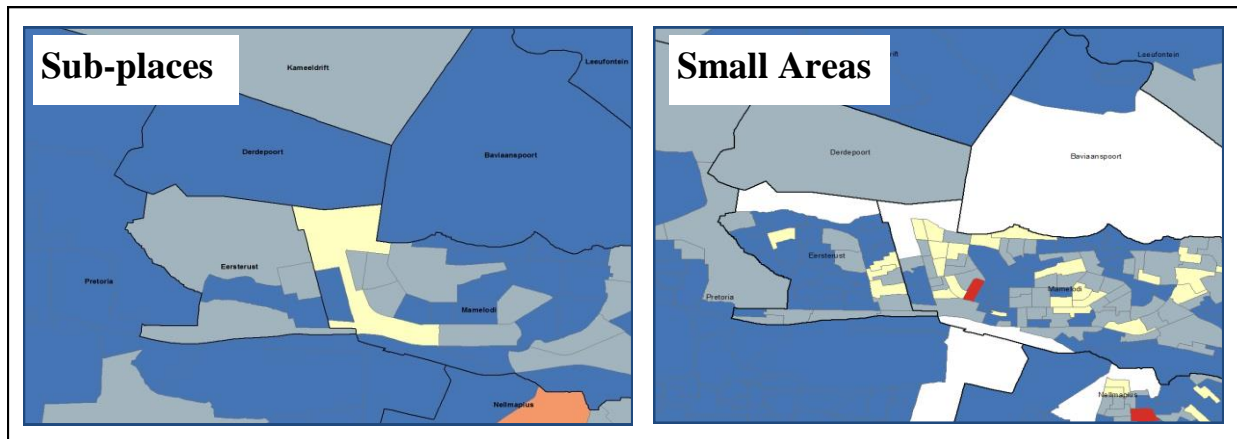 Sub-places
Kameeldrift
Leeufontein
Derdepoort
Baviaanspoort
Eersterust
Pretoria
Mamelodi
Nellmapius
Small Areas
Leeufontein
Derdepoort
Baviaanspoort
Eersterust
Pretoria
Mamelodi
Nellmapius